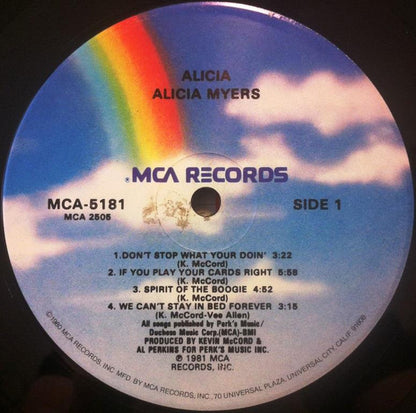 ALICIA
ALICIA MYERS
® MCA RECORDS
MCA-5181
MCA 2505
SIDE 1
1.DON'T STOP WHAT YOUR DOIN' 3:22
(K. McCord)
2. IF YOU PLAY YOUR CARDS RIGHT 5:58
(K. McCord)
3. SPIRIT OF THE BOOGIE 4:52
(K. McCord)
4. WE CAN'T STAY IN BED FOREVER 3:15
(K. McCord-Vee Allen)
All songs published by Perk's Music/
Duchess Music Corp.(MCA)-BMI
PRODUCED BY KEVIN McCORD &
AL PERKINS FOR PERK'S MUSIC INC.
℗ 1981 MCA
RECORDS, INC.
©1980 MCA RECORDS, INC. MFG. BY MCA RECORDS, INC., 70 UNIVERSAL PLAZA, UNIVERSAL CITY, CALIF. 91608